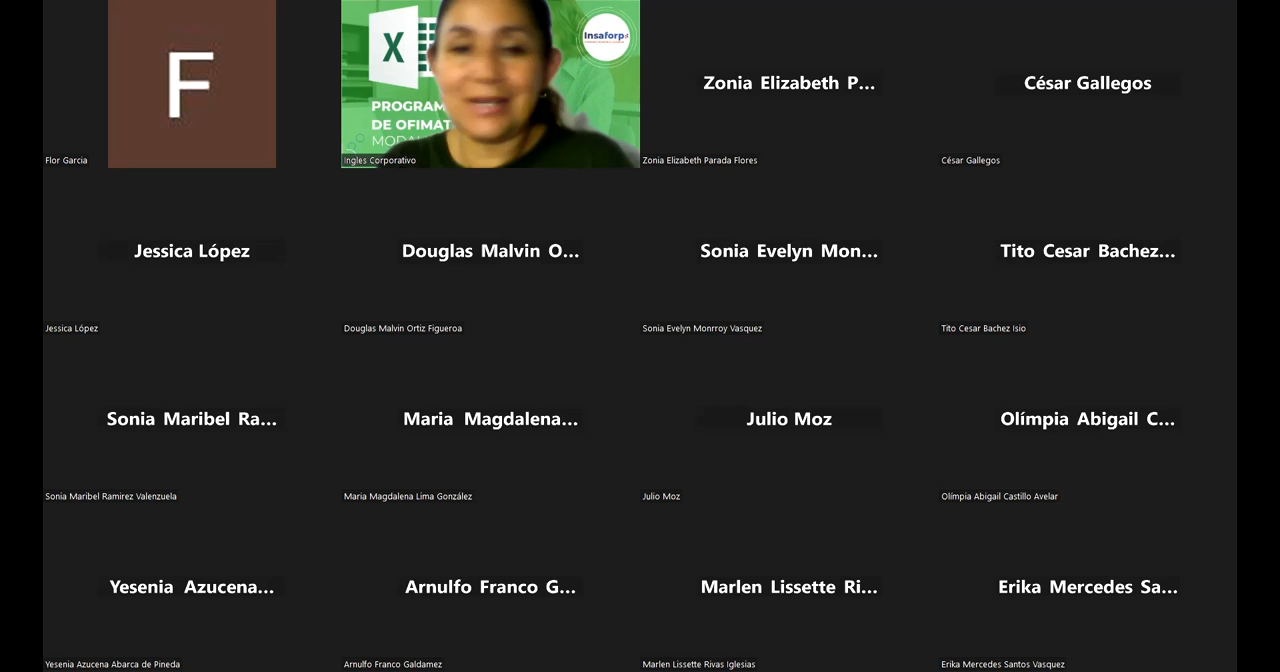 F
Flor Garcia
X
Insaforp
PROGRAM
DE OFIMAT
MODAL
Ingles Corporativo
Zonia Elizabeth P...
Zonia Elizabeth Parada Flores
César Gallegos
César Gallegos
Jessica López
Jessica López
Douglas Malvin O...
Douglas Malvin Ortiz Figueroa
Sonia Evelyn Mon...
Sonia Evelyn Monrroy Vasquez
Tito Cesar Bachez...
Tito Cesar Bachez Isio
Sonia Maribel Ra...
Sonia Maribel Ramirez Valenzuela
Maria Magdalena...
Maria Magdalena Lima González
Julio Moz
Julio Moz
Olímpia Abigail C...
Olímpia Abigail Castillo Avelar
Yesenia Azucena...
Yesenia Azucena Abarca de Pineda
Arnulfo Franco G...
Arnulfo Franco Galdamez
Marlen Lissette Ri...
Marlen Lissette Rivas Iglesias
Erika Mercedes Sa...
Erika Mercedes Santos Vasquez